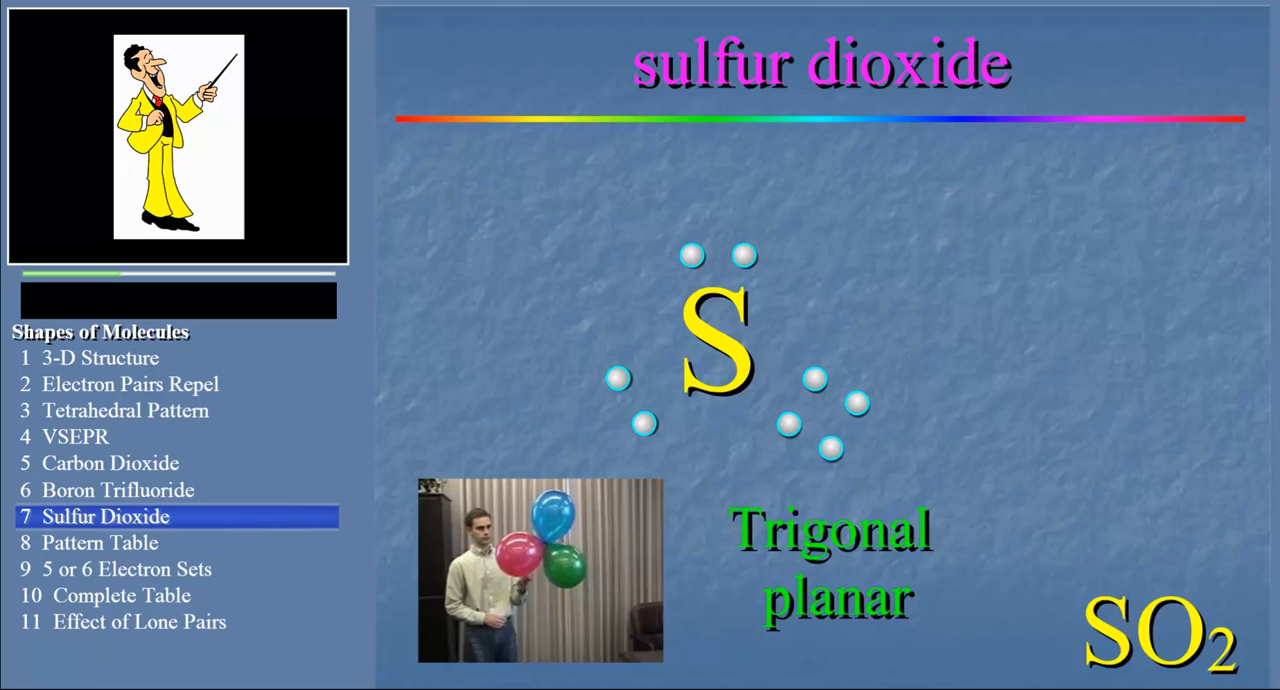 sulfur dioxide
S
Trigonal
planar
SO₂
Shapes of Molecules
1 3-D Structure
2 Electron Pairs Repel
3 Tetrahedral Pattern
4 VSEPR
5 Carbon Dioxide
6 Boron Trifluoride
7 Sulfur Dioxide
8 Pattern Table
9 5 or 6 Electron Sets
10 Complete Table
11 Effect of Lone Pairs